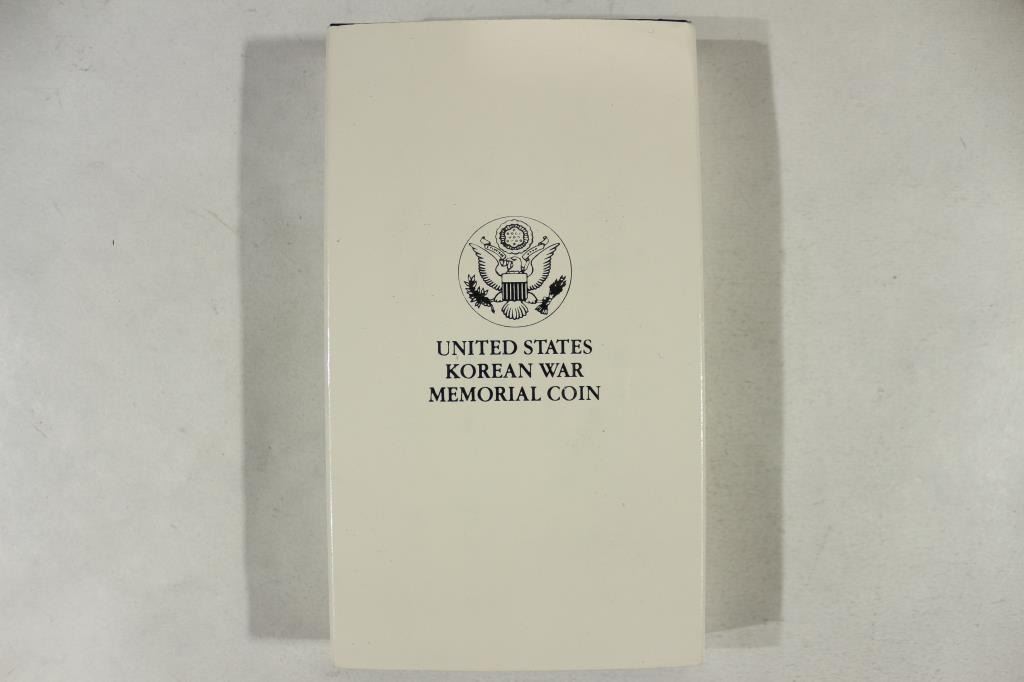 UNITED STATES
KOREAN WAR
MEMORIAL COIN